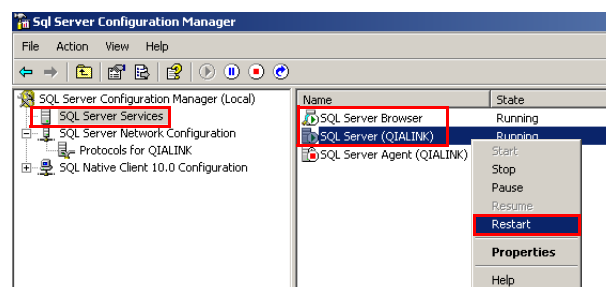 Sql Server Configuration Manager
File Action View Help
SQL Server Configuration Manager (Local)
SQL Server Services
SQL Server Network Configuration
Protocols for QIALINK
SQL Native Client 10.0 Configuration
Name State
SQL Server Browser Running
SQL Server (QIALINK) Running
SQL Server Agent (QIALINK)
Start
Stop
Pause
Resume
Restart
Properties
Help